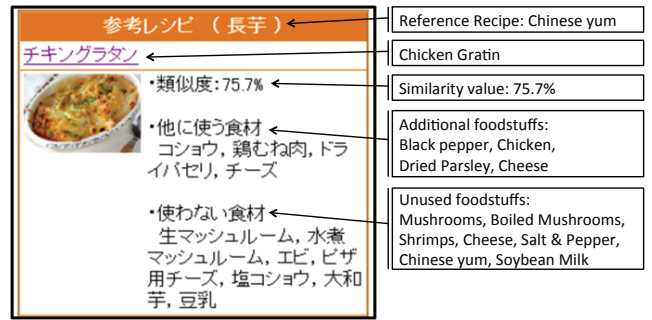 参考レシピ （長芋）
チキングラタン
・類似度：75.7%
・他に使う食材
コショウ, 鶏むね肉, ドラ
イパセリ, チーズ
・使わない食材
生マッシュルーム, 水煮
マッシュルーム, エビ, ピザ
用チーズ, 塩コショウ, 大和
芋, 豆乳
Reference Recipe: Chinese yum
Chicken Gratin
Similarity value: 75.7%
Additional foodstuffs:
Black pepper, Chicken,
Dried Parsley, Cheese
Unused foodstuffs:
Mushrooms, Boiled Mushrooms,
Shrimps, Cheese, Salt & Pepper,
Chinese yum, Soybean Milk